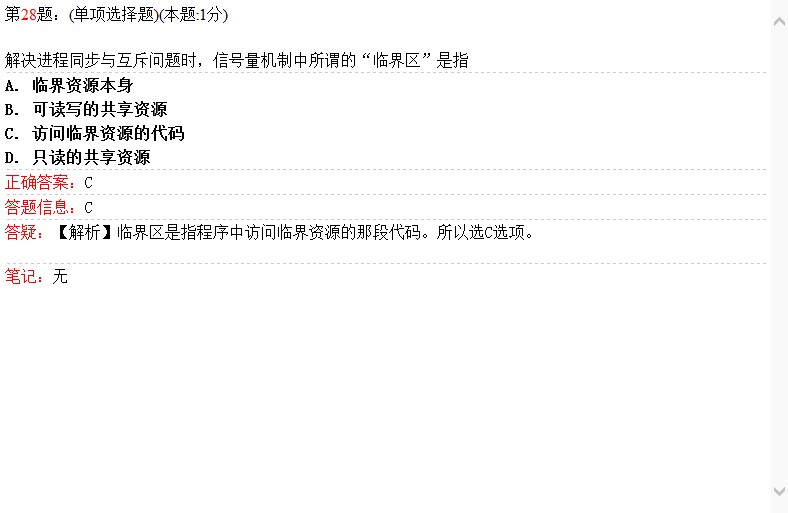 第28题：(单项选择题)(本题:1分)
解决进程同步与互斥问题时，信号量机制中所谓的“临界区”是指
A. 临界资源本身
B. 可读写的共享资源
C. 访问临界资源的代码
D. 只读的共享资源
正确答案：C
答题信息：C
答疑：【解析】临界区是指程序中访问临界资源的那段代码。所以选C选项。
笔记：无